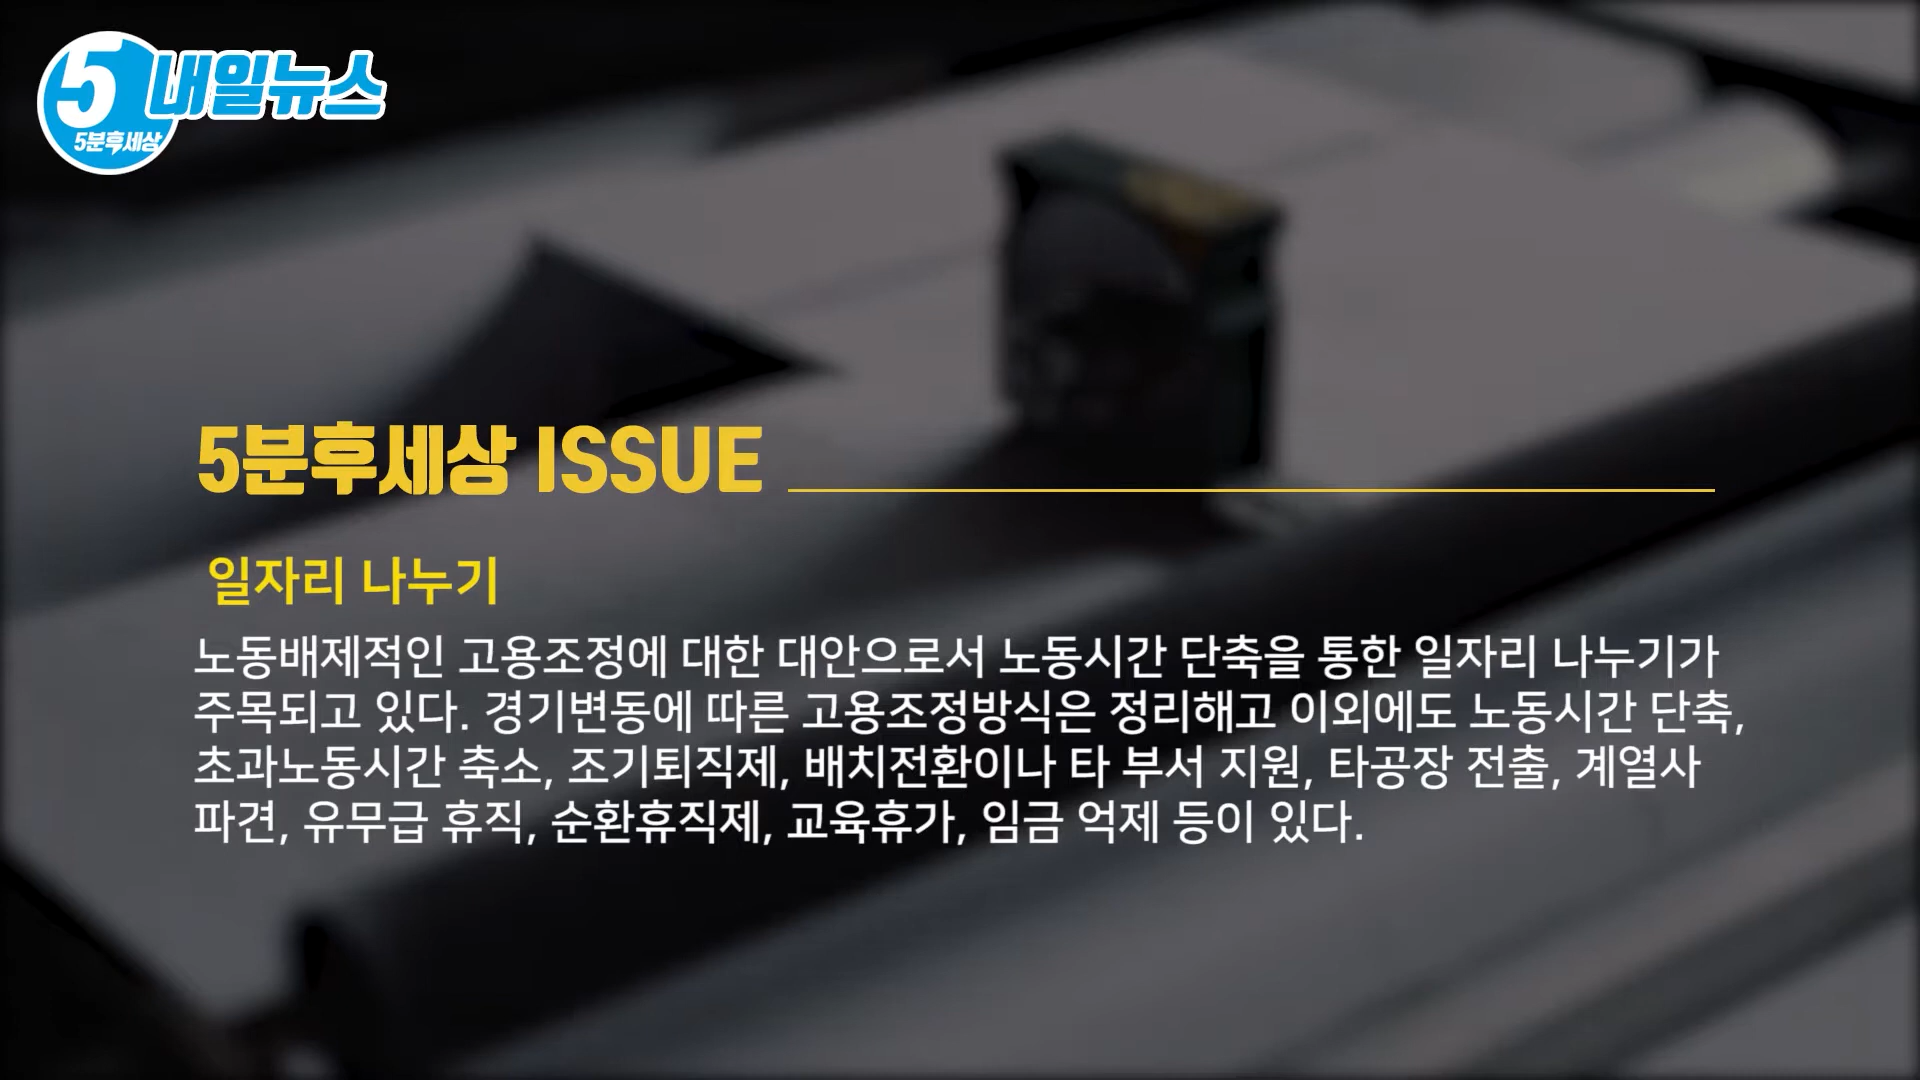 5 내일뉴스
5분후세상
5분후세상 ISSUE
일자리 나누기
노동배제적인 고용조정에 대한 대안으로서 노동시간 단축을 통한 일자리 나누기가
주목되고 있다. 경기변동에 따른 고용조정방식은 정리해고 이외에도 노동시간 단축,
초과노동시간 축소, 조기퇴직제, 배치전환이나 타 부서 지원, 타공장 전출, 계열사
파견, 유무급 휴직, 순환휴직제, 교육휴가, 임금 억제 등이 있다.